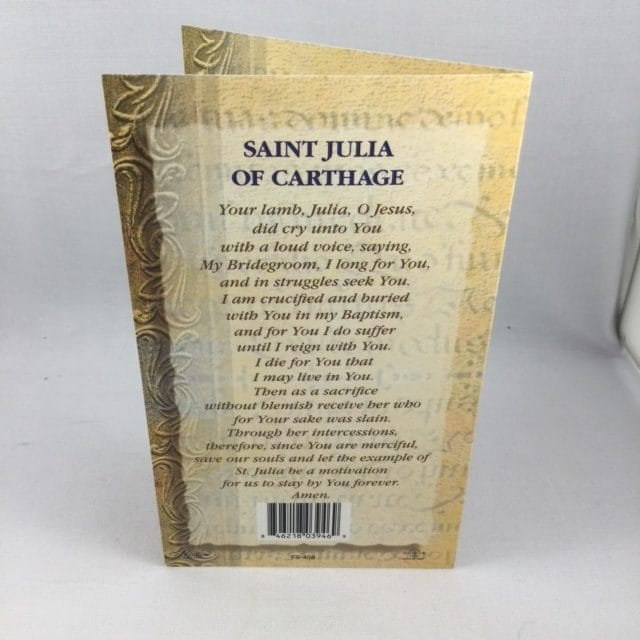 SAINT JULIA
OF CARTHAGE
Your lamb, Julia, O Jesus,
did cry unto You
with a loud voice, saying,
My Bridegroom, I long for You,
and in struggles seek You.
I am crucified and buried
with You in my Baptism,
and for You I do suffer
until I reign with You.
I die for You that
I may live in You.
Then as a sacrifice
without blemish receive her who
for Your sake was slain.
Through her intercessions,
therefore, since You are merciful,
save our souls and let the example of
St. Julia be a motivation
for us to stay by You forever.
Amen.
46218 03946